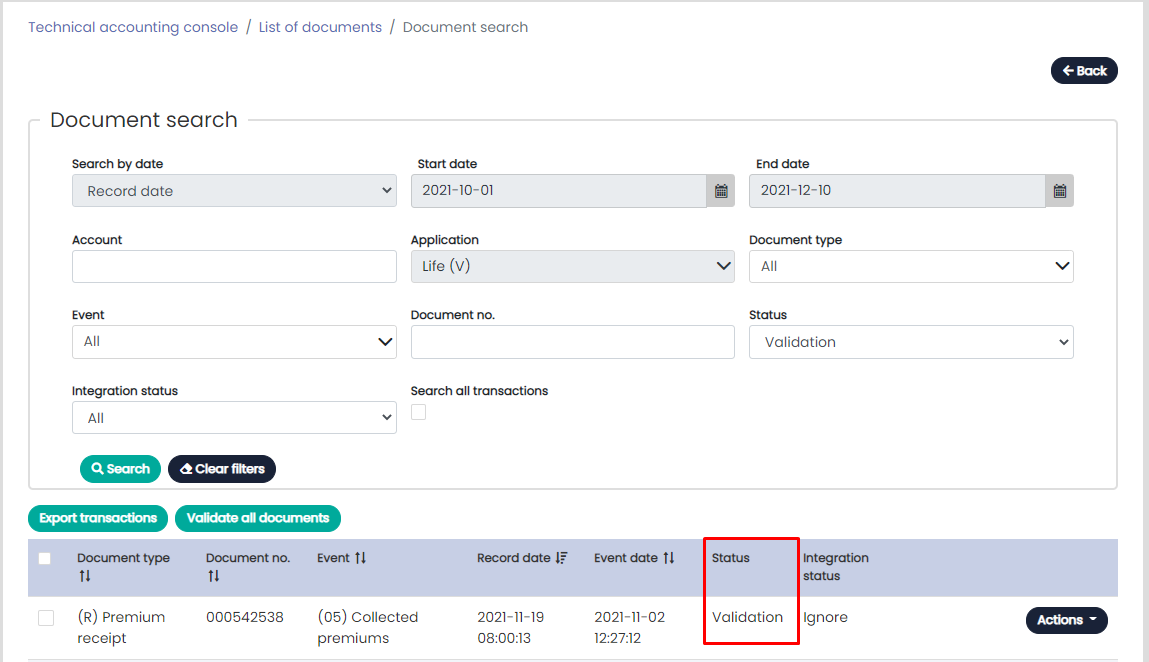 Technical accounting console / List of documents / Document search
Back
Document search
Search by date Start date End date
Record date 2021-10-01 2021-12-10
Account Application Document type
Life (V) All
Event Document no. Status
All Validation
Integration status Search all transactions
All
Search Clear filters
Export transactions Validate all documents
Document type Document no. Event Record date Event date Status Integration
status
(R) Premium 000542538 (05) Collected 2021-11-19 2021-11-02 Validation Ignore Actions
receipt premiums 08:00:13 12:27:12